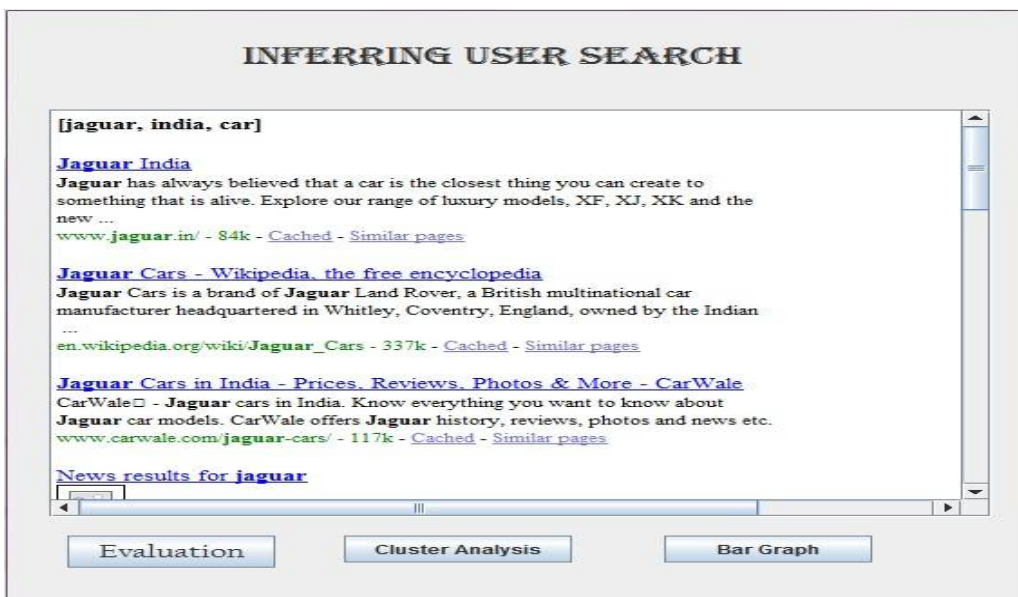 INFERRING USER SEARCH
[jaguar, india, car]
Jaguar India
Jaguar has always believed that a car is the closest thing you can create to
something that is alive. Explore our range of luxury models, XF, XJ, XK and the
new ...
www.jaguar.in/ - 84k - Cached - Similar pages
Jaguar Cars - Wikipedia, the free encyclopedia
Jaguar Cars is a brand of Jaguar Land Rover, a British multinational car
manufacturer headquartered in Whitley, Coventry, England, owned by the Indian
...
en.wikipedia.org/wiki/Jaguar_Cars - 337k - Cached - Similar pages
Jaguar Cars in India - Prices, Reviews, Photos & More - CarWale
CarWale□ - Jaguar cars in India. Know everything you want to know about
Jaguar car models. CarWale offers Jaguar history, reviews, photos and news etc.
www.carwale.com/jaguar-cars/ - 117k - Cached - Similar pages
News results for jaguar
Evaluation
Cluster Analysis
Bar Graph